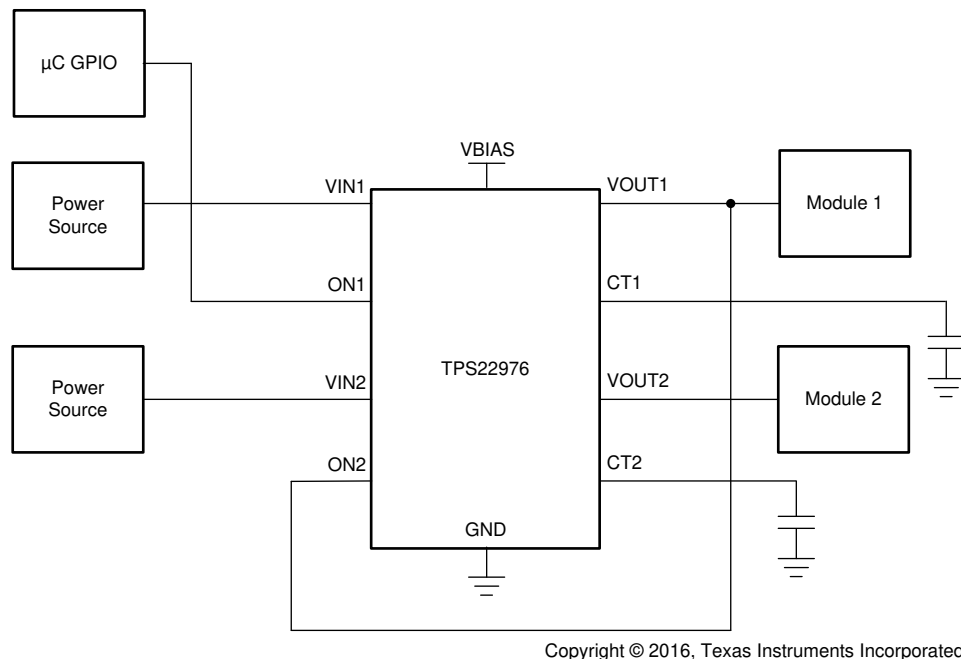 µC GPIO
VBIAS
Power
Source
VIN1
VOUT1
Module 1
ON1
CT1
TPS22976
Power
Source
VIN2
VOUT2
Module 2
ON2
CT2
GND
Copyright © 2016, Texas Instruments Incorporated